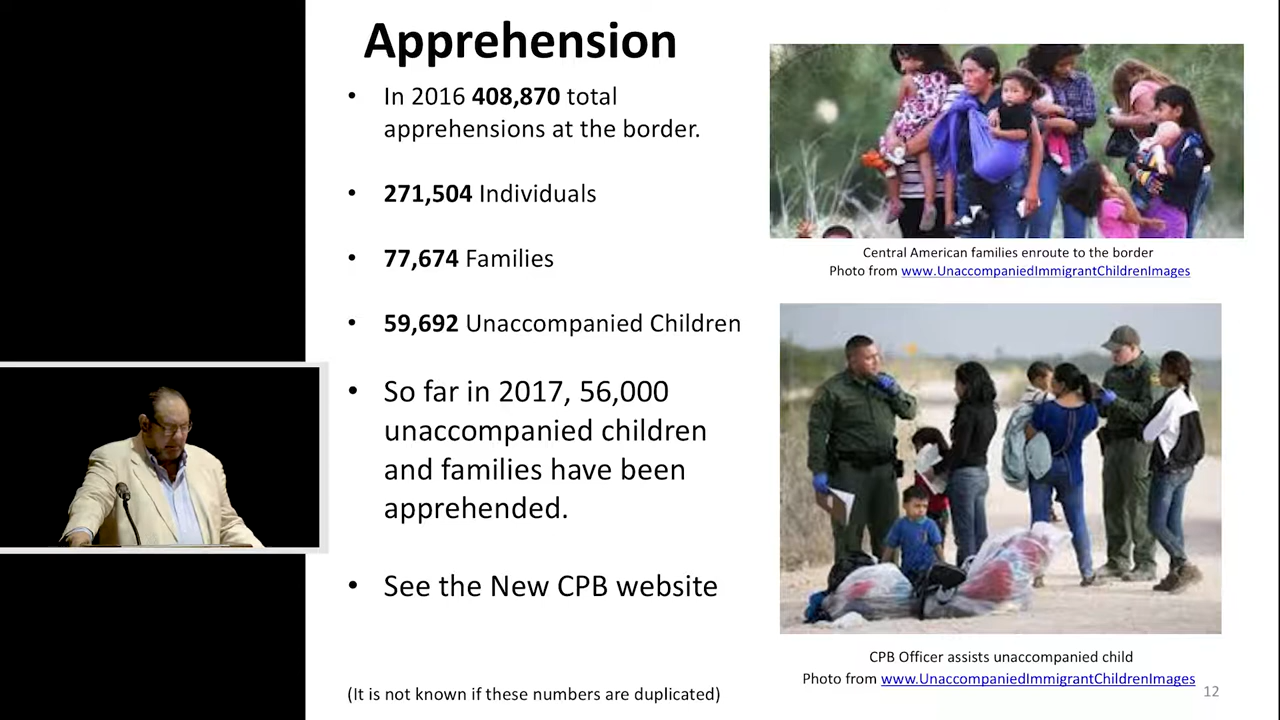 Apprehension
• In 2016 408,870 total
apprehensions at the border.
• 271,504 Individuals
• 77,674 Families
• 59,692 Unaccompanied Children
• So far in 2017, 56,000
unaccompanied children
and families have been
apprehended.
• See the New CPB website
(It is not known if these numbers are duplicated)
Central American families enroute to the border
Photo from www.UnaccompaniedImmigrantChildrenImages
CPB Officer assists unaccompanied child
Photo from www.UnaccompaniedImmigrantChildrenImages
12